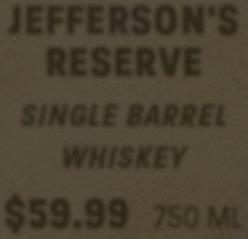 JEFFERSON'S
RESERVE
SINGLE BARREL
WHISKEY
$59.99 750 ML